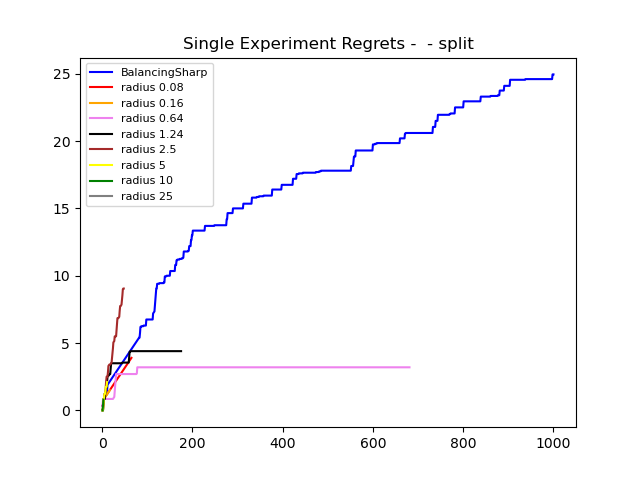 Single Experiment Regrets -  - split
BalancingSharp
radius 0.08
radius 0.16
radius 0.64
radius 1.24
radius 2.5
radius 5
radius 10
radius 25
25
20
15
10
5
0
0 200 400 600 800 1000